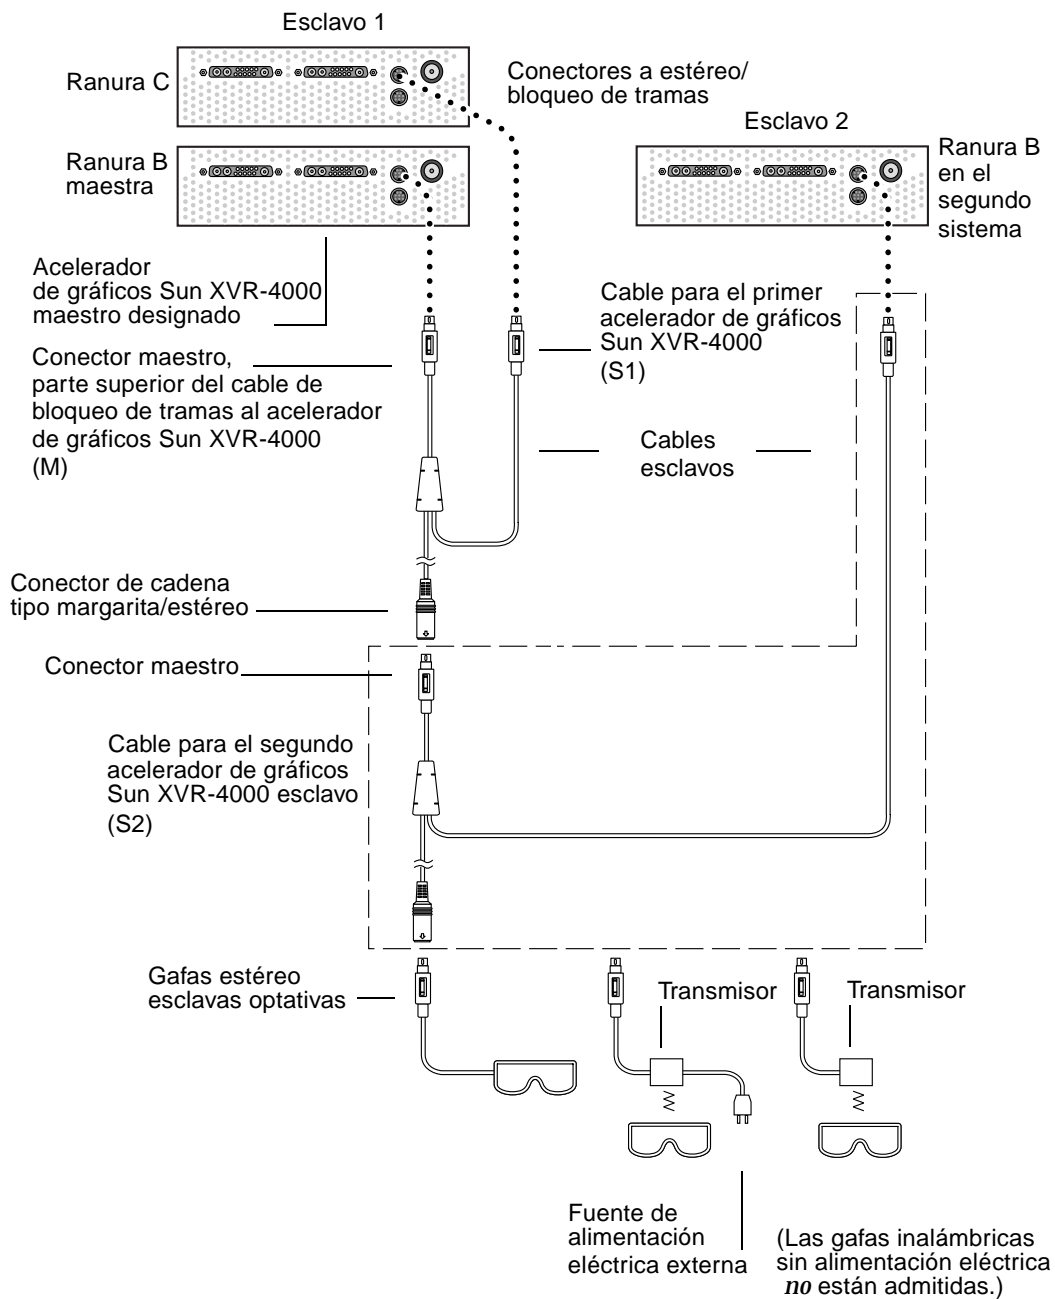 Esclavo 1
Ranura C
Conectores a estéreo/
bloqueo de tramas
Esclavo 2
Ranura B
maestra
Ranura B
en el
segundo
sistema
Acelerador
de gráficos Sun XVR-4000
maestro designado
Cable para el primer
acelerador de gráficos
Sun XVR-4000
(S1)
Conector maestro,
parte superior del cable de
bloqueo de tramas al acelerador
de gráficos Sun XVR-4000
(M)
Cables
esclavos
Conector de cadena
tipo margarita/estéreo
Conector maestro
Cable para el segundo
acelerador de gráficos
Sun XVR-4000 esclavo
(S2)
Gafas estéreo
esclavas optativas
Transmisor
Transmisor
Fuente de
alimentación
eléctrica externa
(Las gafas inalámbricas
sin alimentación eléctrica
no están admitidas.)